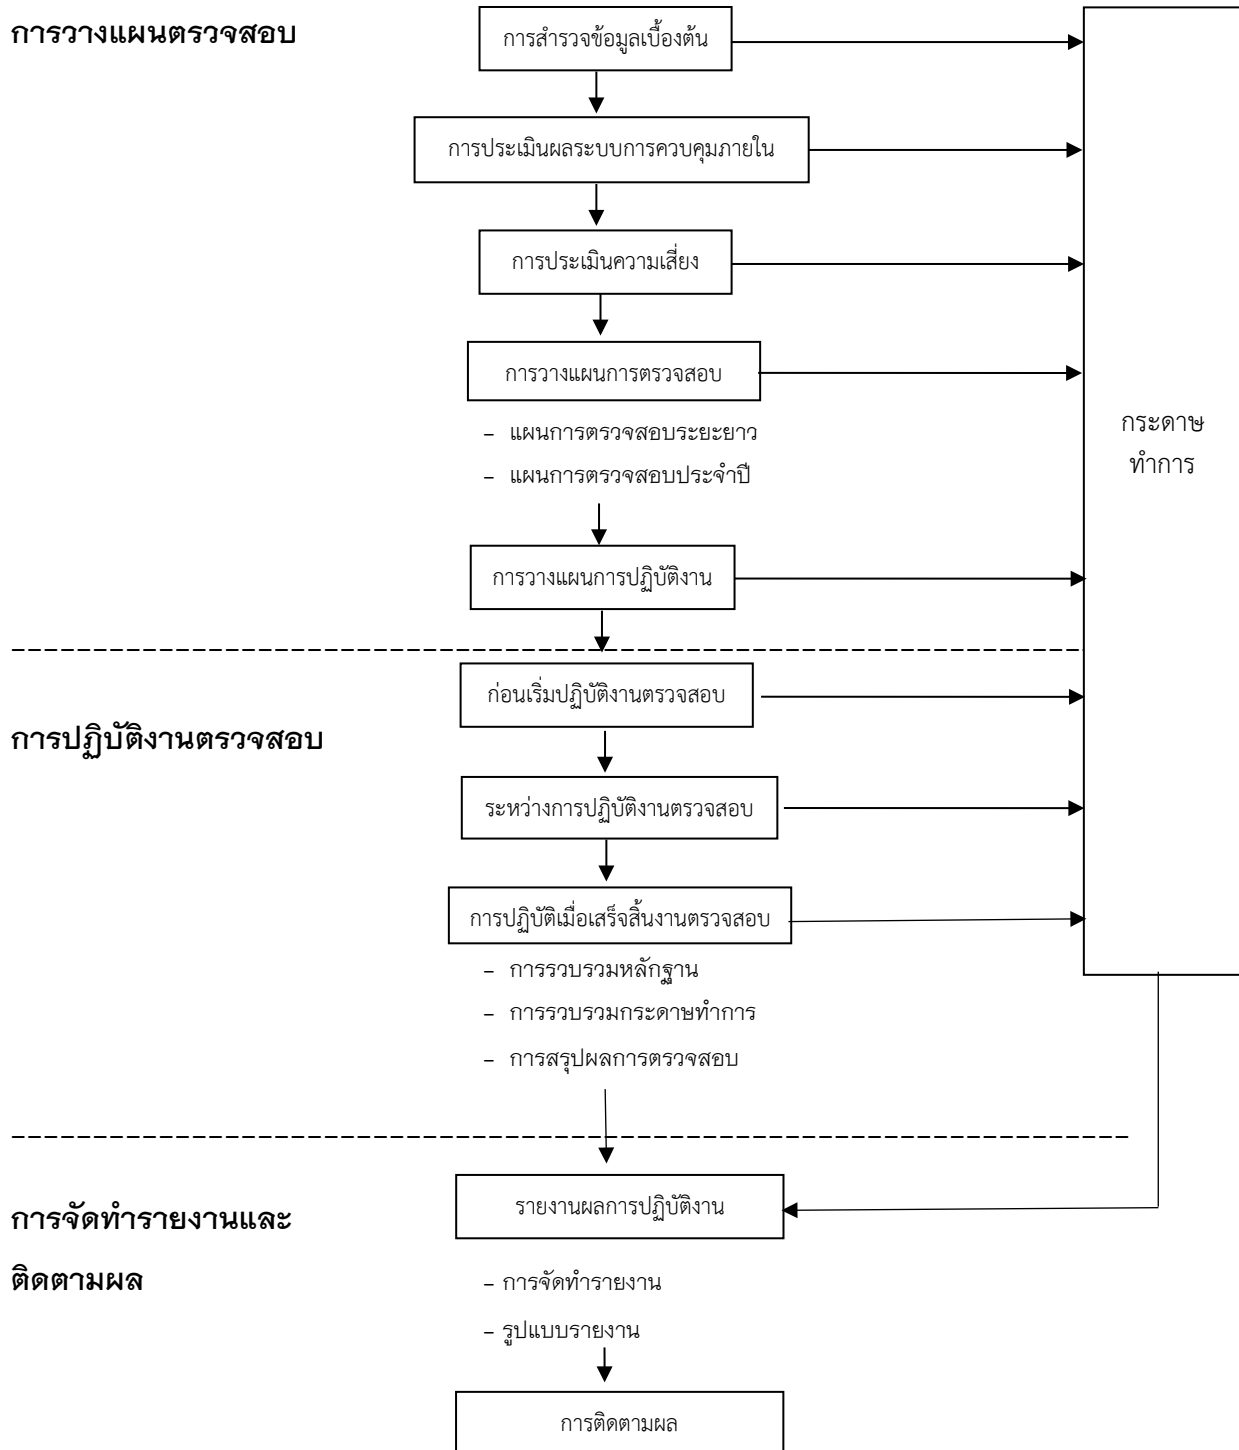 การวางแผนตรวจสอบ
การสำรวจข้อมูลเบื้องต้น
การประเมินผลระบบการควบคุมภายใน
การประเมินความเสี่ยง
การวางแผนการตรวจสอบ
– แผนการตรวจสอบระยะยาว
– แผนการตรวจสอบประจำปี
การวางแผนการปฏิบัติงาน
กระดาษ
ทำการ
การปฏิบัติงานตรวจสอบ
ก่อนเริ่มปฏิบัติงานตรวจสอบ
ระหว่างการปฏิบัติงานตรวจสอบ
การปฏิบัติเมื่อเสร็จสิ้นงานตรวจสอบ
– การรวบรวมหลักฐาน
– การรวบรวมกระดาษทำการ
– การสรุปผลการตรวจสอบ
การจัดทำรายงานและ
ติดตามผล
รายงานผลการปฏิบัติงาน
– การจัดทำรายงาน
– รูปแบบรายงาน
การติดตามผล